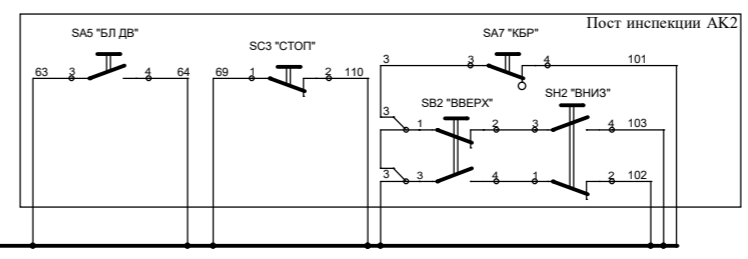 Пост инспекции АК2
SA5 "БЛ ДВ"
63 3 4 64
SC3 "СТОП"
69 1 2 110
SA7 "КБР"
3 3 4 101
SB2 "ВВЕРХ"
SH2 "ВНИЗ"
3 1 2 3 4 103
3 3 4 1 2 102